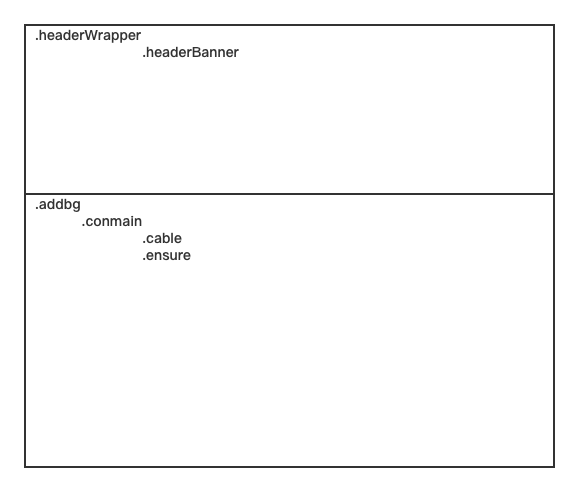 .headerWrapper
.headerBanner
.addbg
.conmain
.cable
.ensure